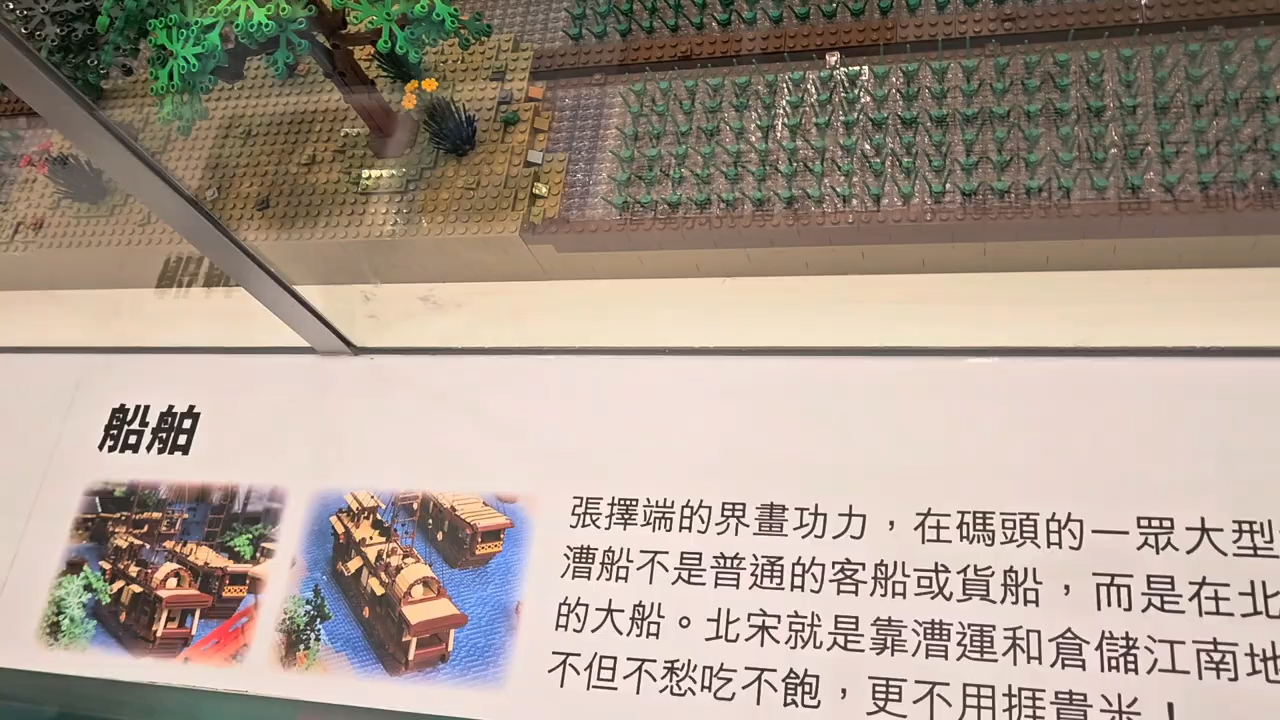 船舶
張擇端的界畫功力，在碼頭的一眾大型
漕船不是普通的客船或貨船，而是在北
的大船。北宋就是靠漕運和倉儲江南地
不但不愁吃不飽，更不用捱貴米！